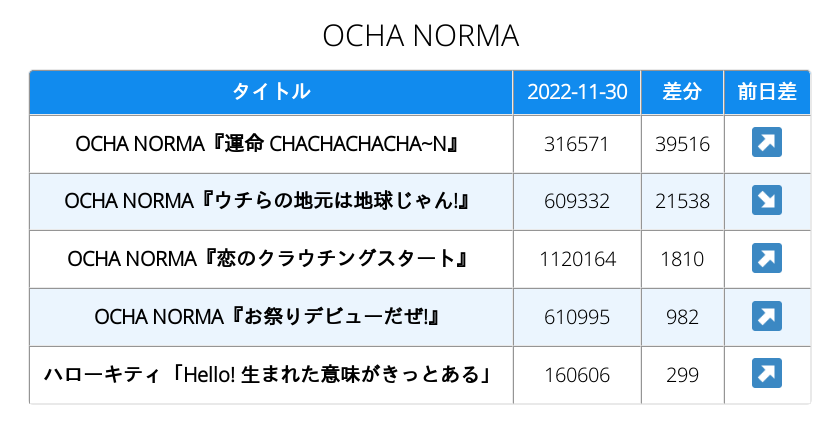 OCHA NORMA
タイトル 2022-11-30 差分 前日差
OCHA NORMA『運命 CHACHACHACHA~N』 316571 39516 ↗
OCHA NORMA『ウチらの地元は地球じゃん!』 609332 21538 ↘
OCHA NORMA『恋のクラウチングスタート』 1120164 1810 ↗
OCHA NORMA『お祭りデビューだぜ!』 610995 982 ↗
ハローキティ「Hello! 生まれた意味がきっとある」 160606 299 ↗